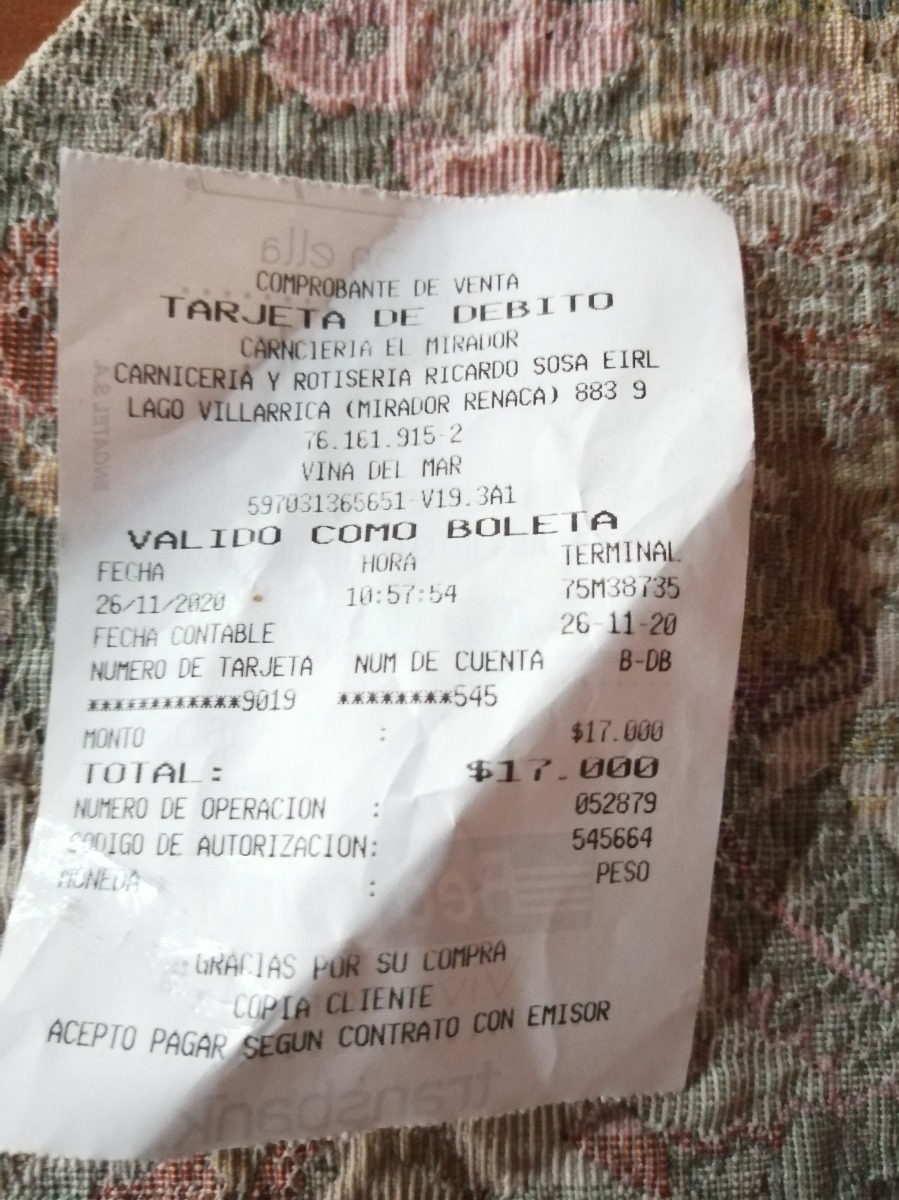 COMPROBANTE DE VENTA
TARJETA DE DEBITO
CARNCIERIA EL MIRADOR
CARNICERIA Y ROTISERIA RICARDO SOSA EIRL
LAGO VILLARRICA (MIRADOR RENACA) 883 9
76.161.915-2
VINA DEL MAR
597031365651-V19.3A1
VALIDO COMO BOLETA
FECHA HORA TERMINAL
26/11/2020 10:57:54 75M38735
FECHA CONTABLE 26-11-20
NUMERO DE TARJETA NUM DE CUENTA B-DB
************9019 ********545
MONTO : $17.000
TOTAL: $17.000
NUMERO DE OPERACION : 052879
CODIGO DE AUTORIZACION: 545664
MONEDA : PESO
GRACIAS POR SU COMPRA
COPIA CLIENTE
ACEPTO PAGAR SEGUN CONTRATO CON EMISOR
transbank